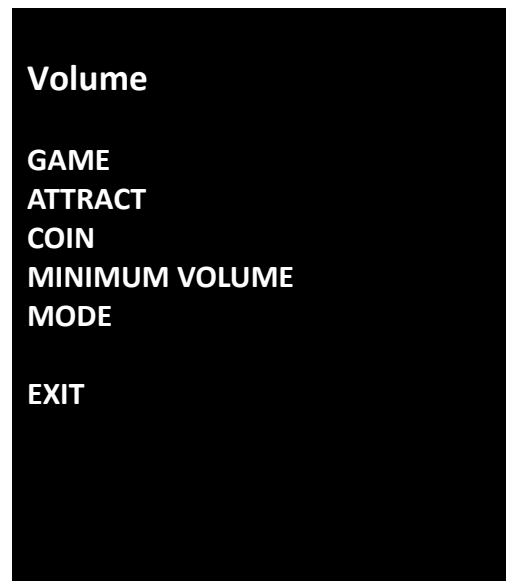 Volume
GAME
ATTRACT
COIN
MINIMUM VOLUME
MODE
EXIT